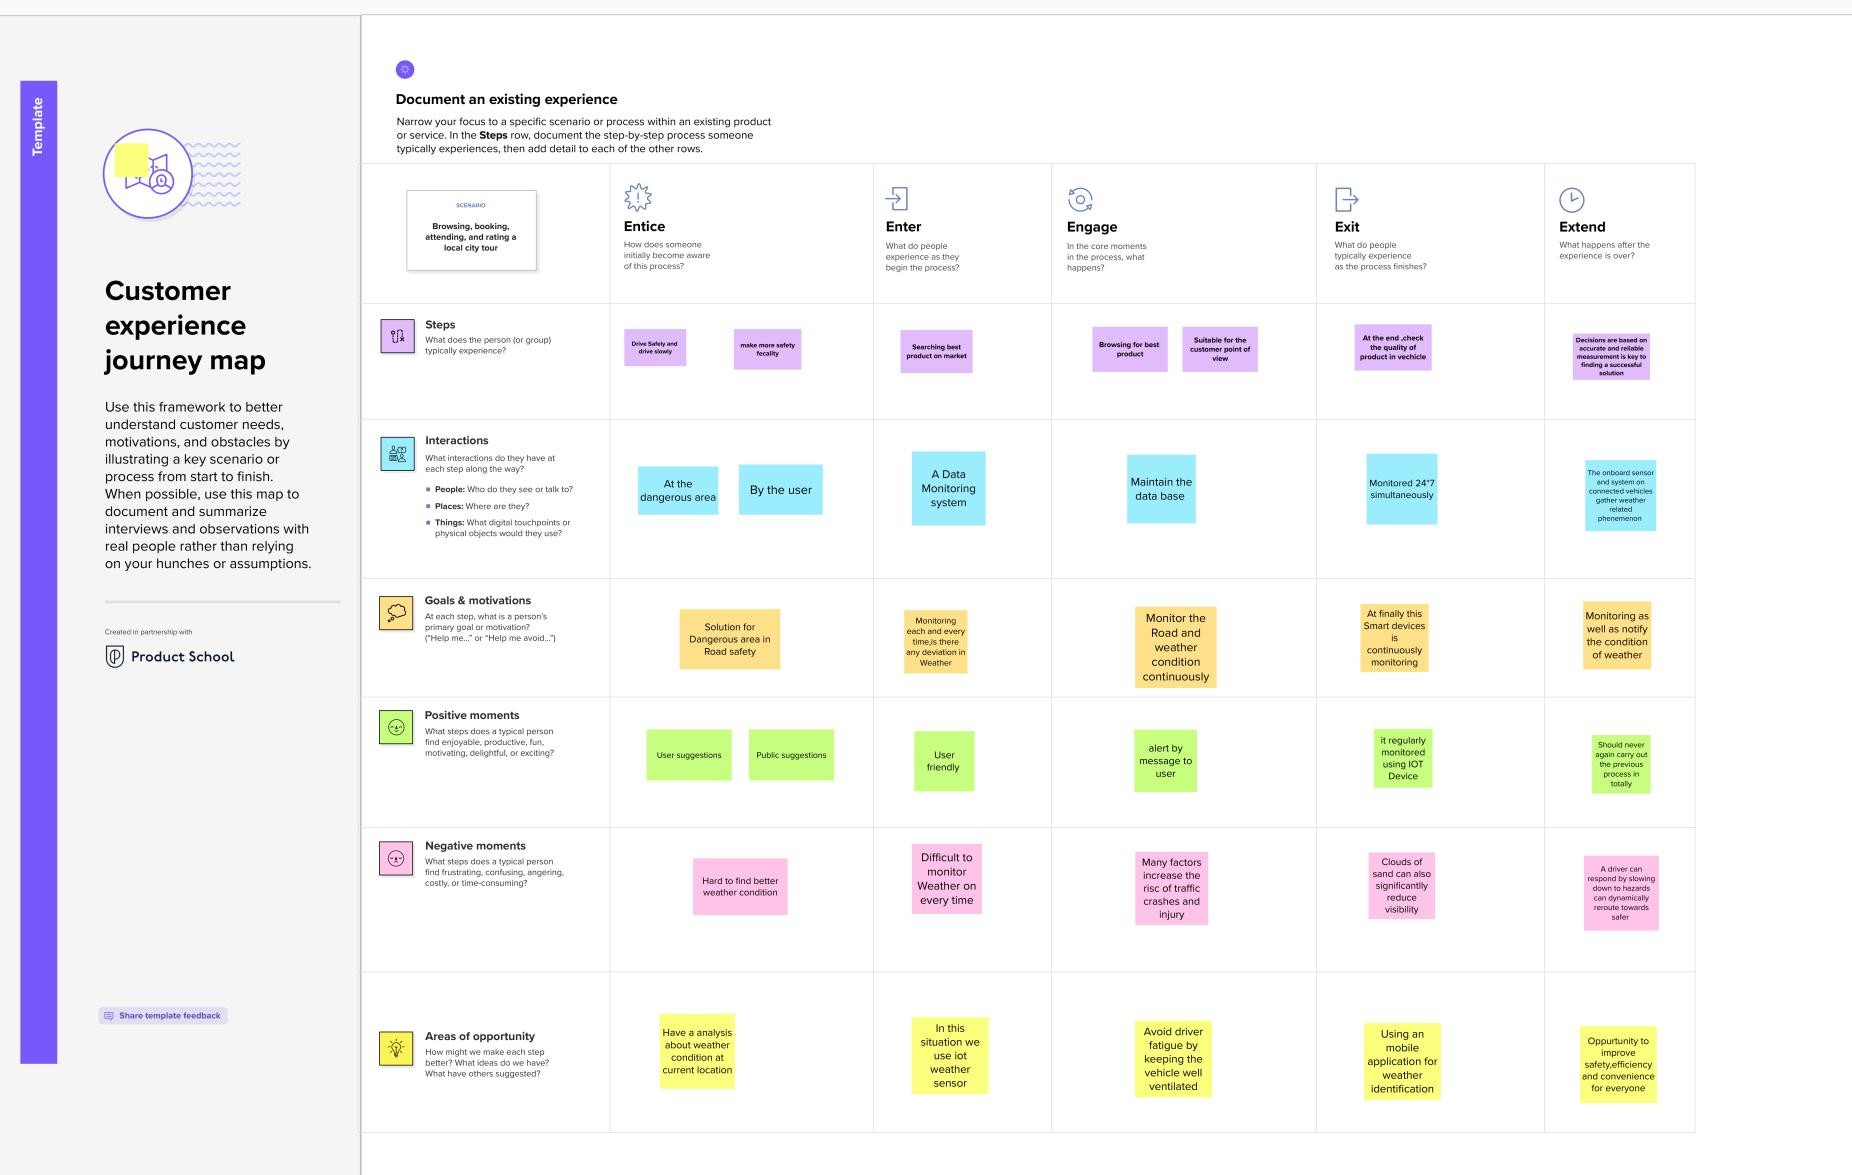 Template
Customer
experience
journey map
Use this framework to better
understand customer needs,
motivations, and obstacles by
illustrating a key scenario or
process from start to finish.
When possible, use this map to
document and summarize
interviews and observations with
real people rather than relying
on your hunches or assumptions.
Created in partnership with
Product School
Share template feedback
Document an existing experience
Narrow your focus to a specific scenario or process within an existing product
or service. In the Steps row, document the step-by-step process someone
typically experiences, then add detail to each of the other rows.
SCENARIO
Browsing, booking,
attending, and rating a
local city tour
Entice
How does someone
initially become aware
of this process?
Enter
What do people
experience as they
begin the process?
Engage
In the core moments
in the process, what
happens?
Exit
What do people
typically experience
as the process finishes?
Extend
What happens after the
experience is over?
Steps
What does the person (or group)
typically experience?
Drive Safely and
drive slowly
make more safety
fecality
Searching best
product on market
Browsing for best
product
Suitable for the
customer point of
view
At the end ,check
the quality of
product in vechicle
Decisions are based on
accurate and reliable
measurement is key to
finding a successful
solution
Interactions
What interactions do they have at
each step along the way?
People: Who do they see or talk to?
Places: Where are they?
Things: What digital touchpoints or
physical objects would they use?
At the
dangerous area
By the user
A Data
Monitoring
system
Maintain the
data base
Monitored 24*7
simultaneously
The onboard sensor
and system on
connected vehicles
gather weather
related
phenemenon
Goals & motivations
At each step, what is a person's
primary goal or motivation?
("Help me..." or "Help me avoid...")
Solution for
Dangerous area in
Road safety
Monitoring
each and every
time,is there
any deviation in
Weather
Monitor the
Road and
weather
condition
continuously
At finally this
Smart devices
is
continuously
monitoring
Monitoring as
well as notify
the condition
of weather
Positive moments
What steps does a typical person
find enjoyable, productive, fun,
motivating, delightful, or exciting?
User suggestions
Public suggestions
User
friendly
alert by
message to
user
it regularly
monitored
using IOT
Device
Should never
again carry out
the previous
process in
totally
Negative moments
What steps does a typical person
find frustrating, confusing, angering,
costly, or time-consuming?
Hard to find better
weather condition
Difficult to
monitor
Weather on
every time
Many factors
increase the
risc of traffic
crashes and
injury
Clouds of
sand can also
significantlly
reduce
visibility
A driver can
respond by slowing
down to hazards
can dynamically
reroute towards
safer
Areas of opportunity
How might we make each step
better? What ideas do we have?
What have others suggested?
Have a analysis
about weather
condition at
current location
In this
situation we
use iot
weather
sensor
Avoid driver
fatigue by
keeping the
vehicle well
ventilated
Using an
mobile
application for
weather
identification
Oppurtunity to
improve
safety,efficiency
and convenience
for everyone